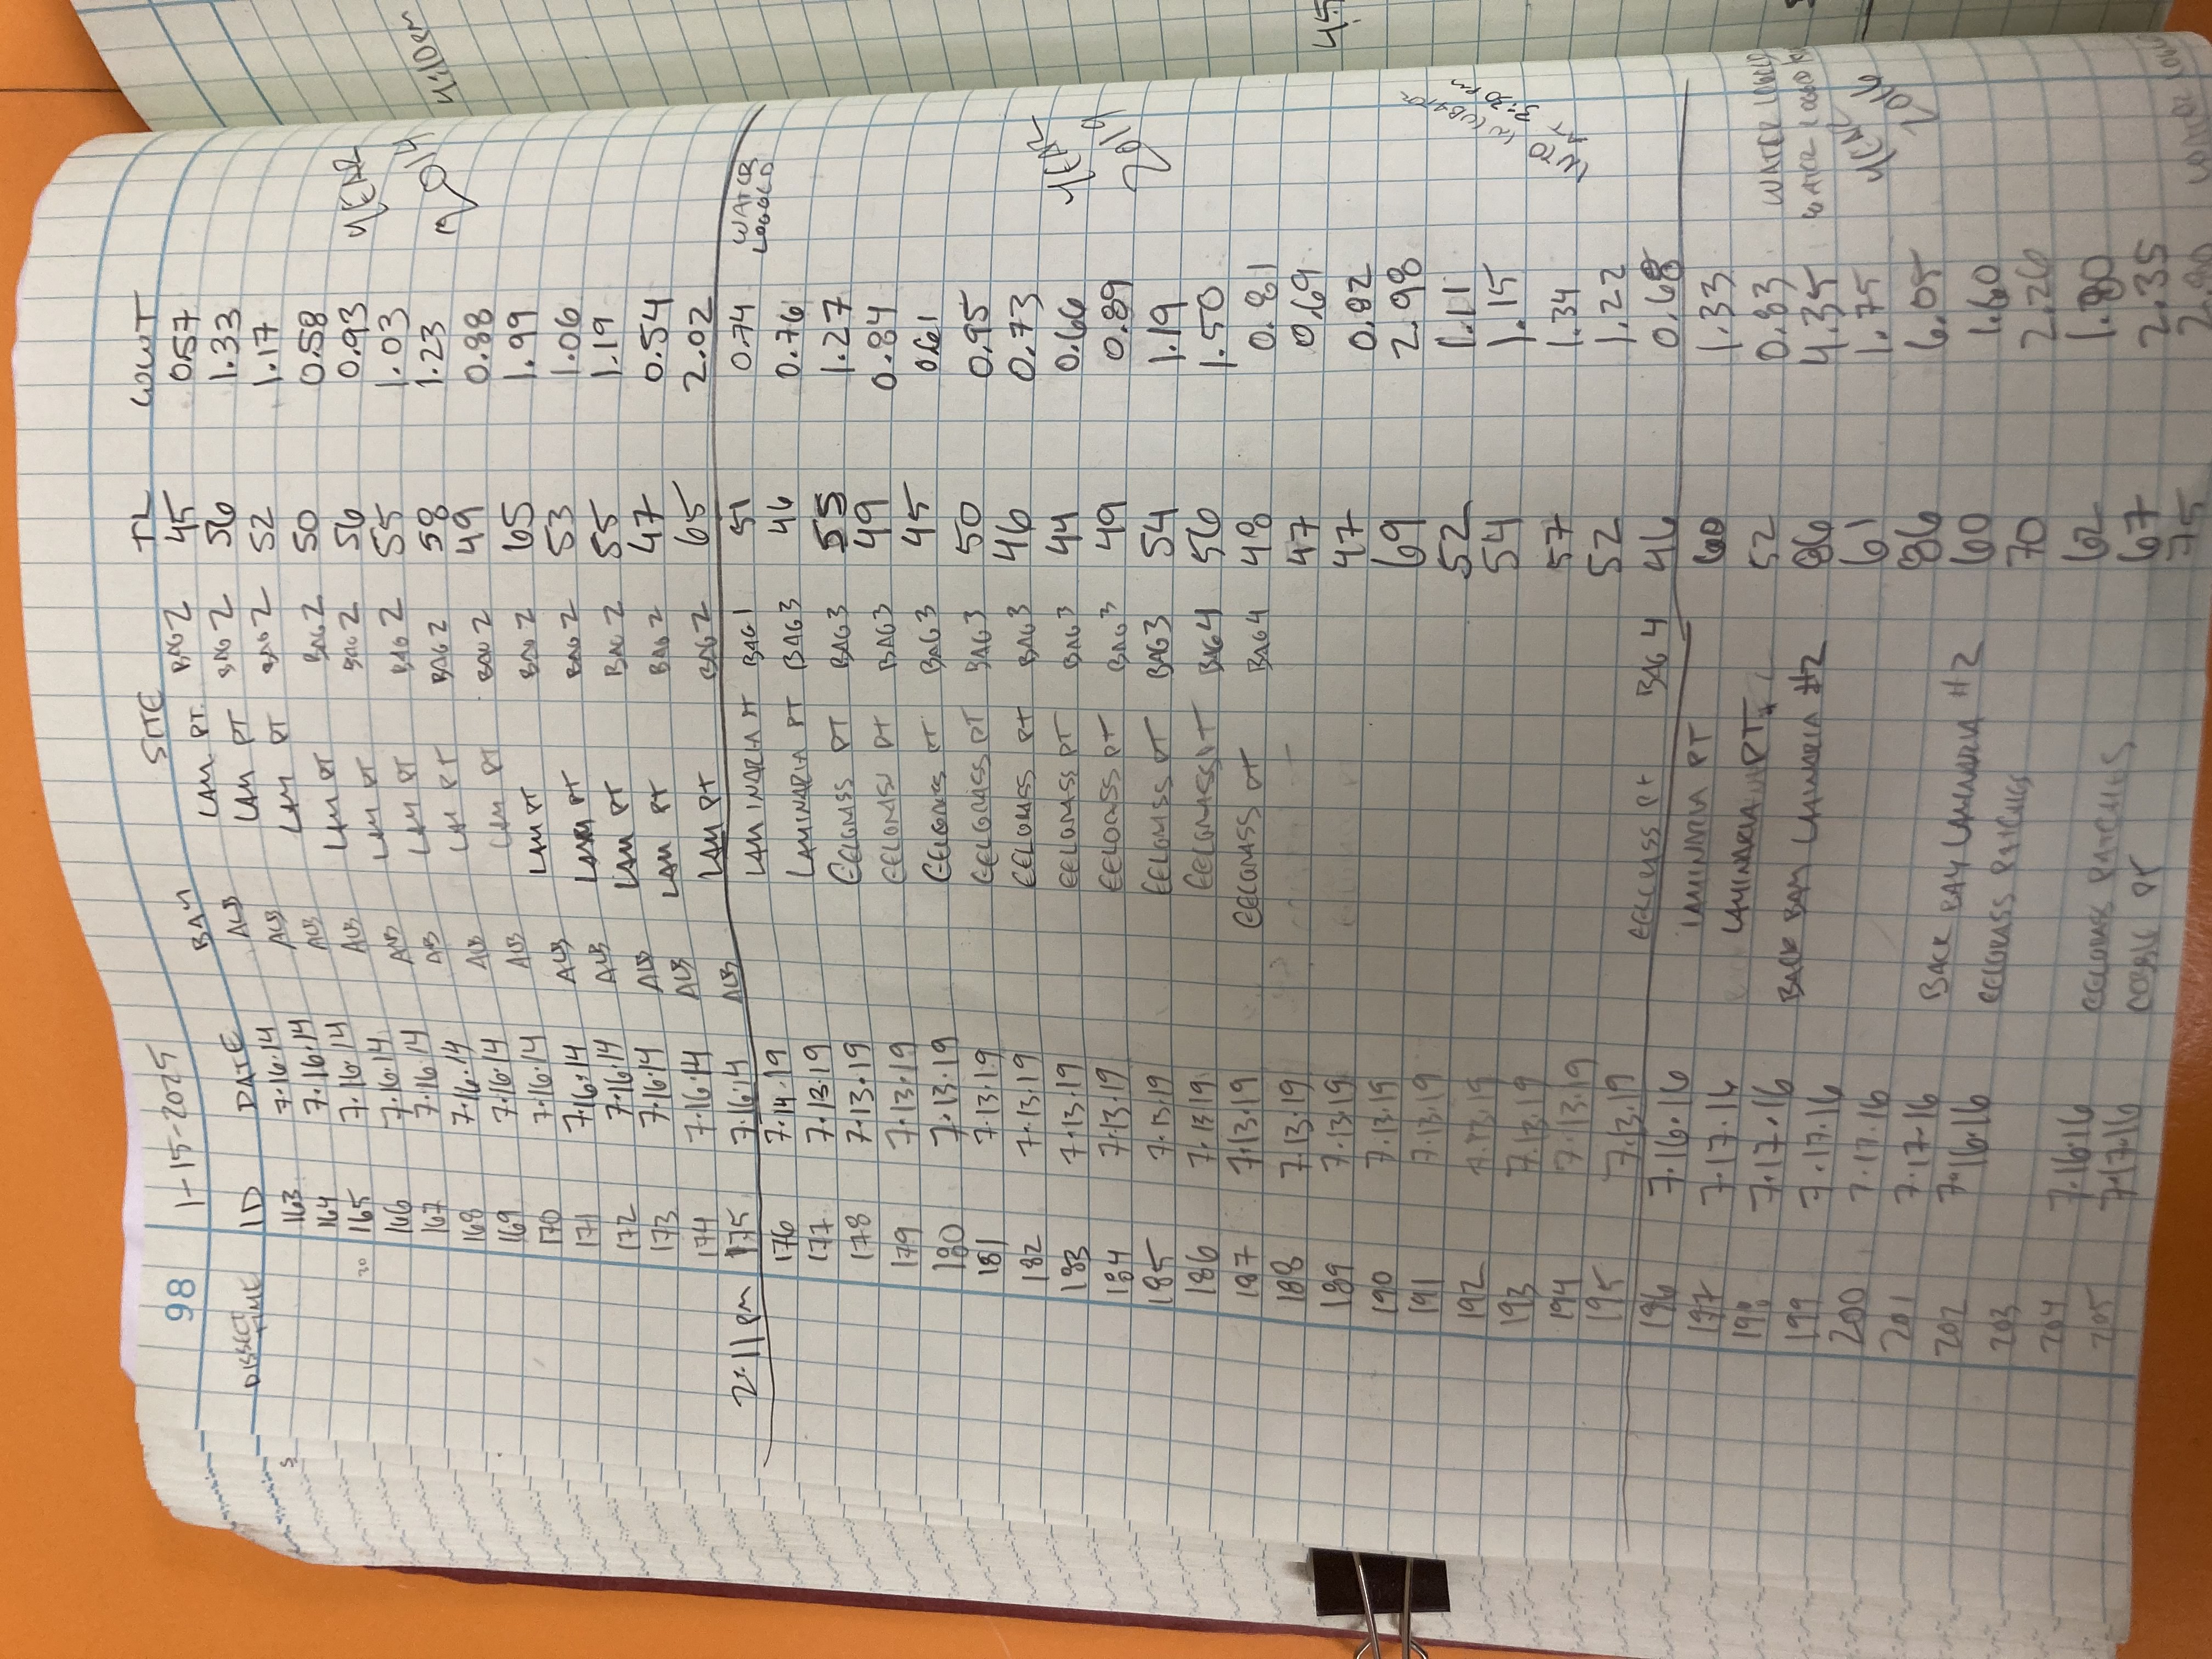 98 1-15-2025
DISSECT TIME ID DATE BAY SITE TL WWT
163 7.16.14 ALB LAM PT. BAG 2 45 0.57
164 7.16.14 ALB LAM PT BAG 2 56 1.33
30 165 7.16.14 ALB LAM PT BAG 2 52 1.17
166 7.16.14 ALB LAM PT BAG 2 50 0.58
167 7.16.14 ALB LAM PT BAG 2 56 0.93
168 7.16.14 ALB LAM PT BAG 2 55 1.03
169 7.16.14 ALB LAM PT BAG 2 58 1.23
170 7.16.14 ALB LAM PT BAG 2 49 0.88
171 7.16.14 ALB LAM PT BAG 2 65 1.99
172 7.16.14 ALB LAM PT BAG 2 53 1.06
173 7.16.14 ALB LAM PT BAG 2 55 1.19
174 7.16.14 ALB LAM PT BAG 2 47 0.54
2:11 pm 175 7.16.14 ALB LAM PT BAG 2 65 2.02
YEAR 2014
176 7.14.19 LAMINARIA PT BAG 1 51 0.74 WATER LOGGED
177 7.13.19 LAMINARIA PT BAG 3 46 0.76
178 7.13.19 EELGRASS PT BAG 3 55 1.27
179 7.13.19 EELGRASS PT BAG 3 49 0.84
180 7.13.19 EELGRASS PT BAG 3 45 0.61
181 7.13.19 EELGRASS PT BAG 3 50 0.95
182 7.13.19 EELGRASS PT BAG 3 46 0.73
183 7.13.19 EELGRASS PT BAG 3 44 0.66
184 7.13.19 EELGRASS PT BAG 3 49 0.89
185 7.13.19 EELGRASS PT BAG 3 54 1.19
186 7.13.19 EELGRASS PT BAG 4 56 1.50
187 7.13.19 EELGRASS PT BAG 4 48 0.81
188 7.13.19 47 0.69
189 7.13.19 47 0.82
190 7.13.19 69 2.98
191 7.13.19 52 1.11
192 7.13.19 54 1.15
193 7.13.19 57 1.34
194 7.13.19 52 1.22
195 7.13.19 EELGRASS PT BAG 4 46 0.68
YEAR 2019
INTO INCUBATOR
AT 3:30 PM
196 7.16.16 LAMINARIA PT 60 1.33
197 7.17.16 LAMINARIA PT 52 0.83 WATER LOGGED
198 7.17.16 BACK BAY LAMINARIA #2 86 4.35 WATER LOGGED
199 7.17.16 61 1.75
200 7.17.16 86 6.05
201 7.17.16 BACK BAY LAMINARIA #2 60 1.60
202 7.16.16 EELGRASS PATCHES 70 2.26
203 62 1.80
204 7.16.16 EELGRASS PATCHES 67 2.35
205 7.17.16 COBBLE PT 75 WATER LOGGED
YEAR 2016
4:10 pm